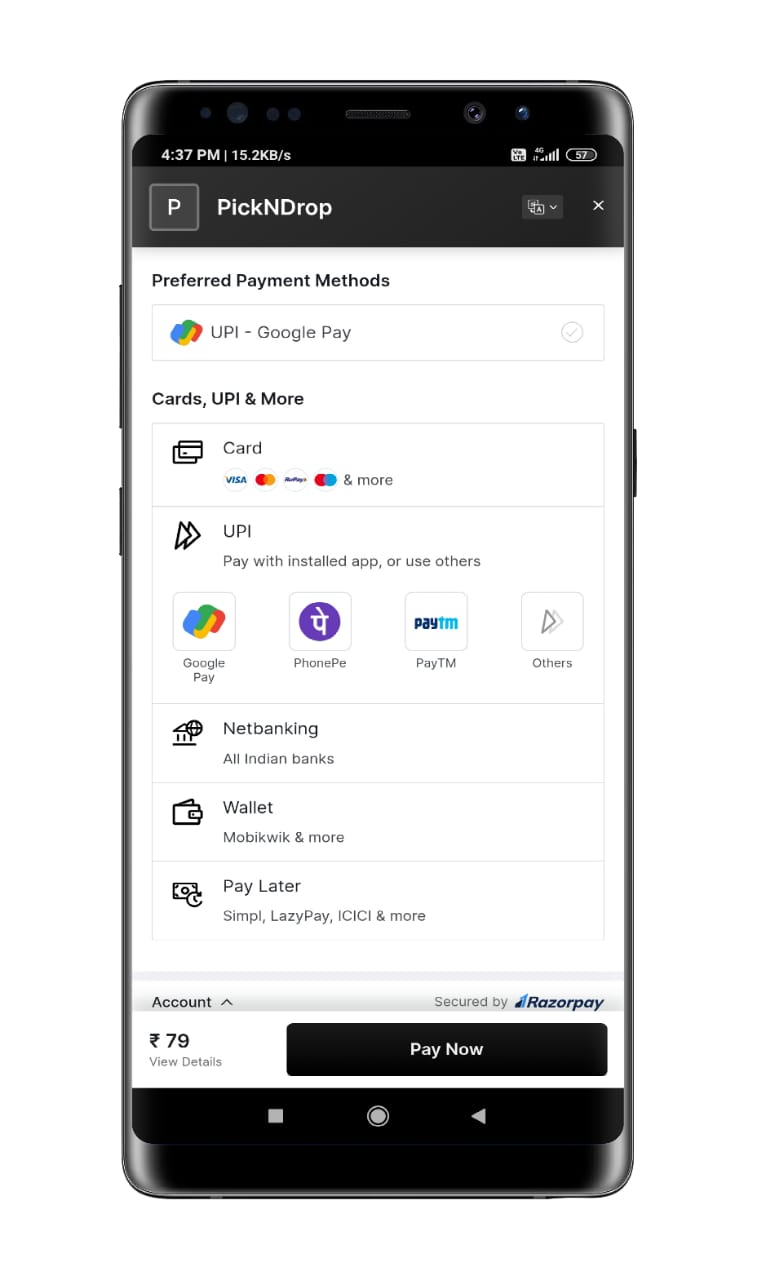 4:37 PM | 15.2KB/s
Vo LTE 4G 57
P PickNDrop
A
Preferred Payment Methods
UPI - Google Pay
Cards, UPI & More
Card
VISA RuPay & more
UPI
Pay with installed app, or use others
पे paytm
Google Pay PhonePe PayTM Others
Netbanking
All Indian banks
Wallet
Mobikwik & more
Pay Later
Simpl, LazyPay, ICICI & more
Account Secured by Razorpay
₹ 79
View Details
Pay Now